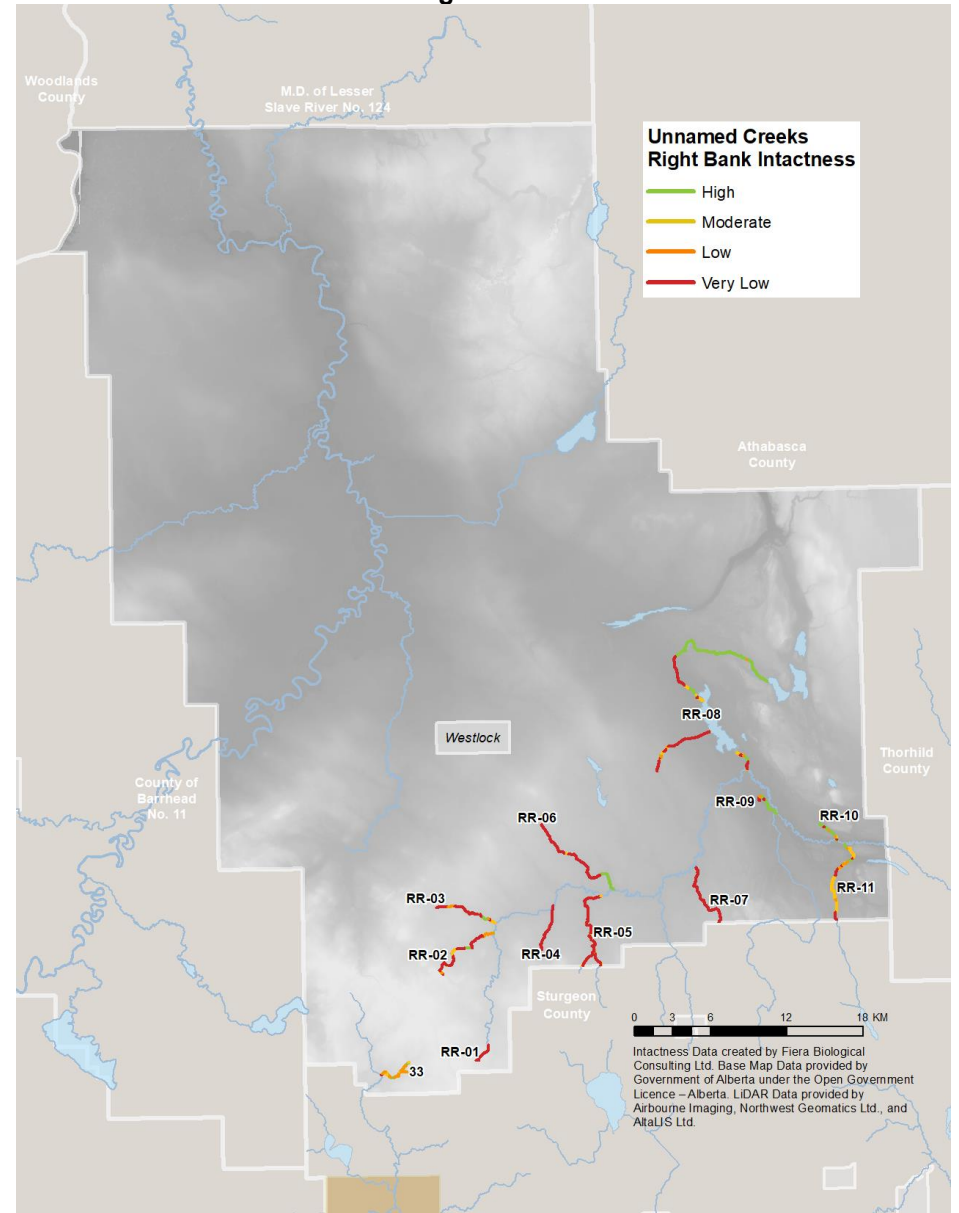 Woodlands
County
M.D. of Lesser
Slave River No. 124
Unnamed Creeks
Right Bank Intactness
High
Moderate
Low
Very Low
Athabasca
County
RR-08
Westlock
Thorhild
County
County of
Barrhead
No. 11
RR-09
RR-10
RR-06
RR-11
RR-03
RR-07
RR-05
RR-02
RR-04
Sturgeon
County
0 3 6 12 18 KM
RR-01
33
Intactness Data created by Fiera Biological
Consulting Ltd. Base Map Data provided by
Government of Alberta under the Open Government
Licence – Alberta. LiDAR Data provided by
Airbourne Imaging, Northwest Geomatics Ltd., and
AltaLIS Ltd.